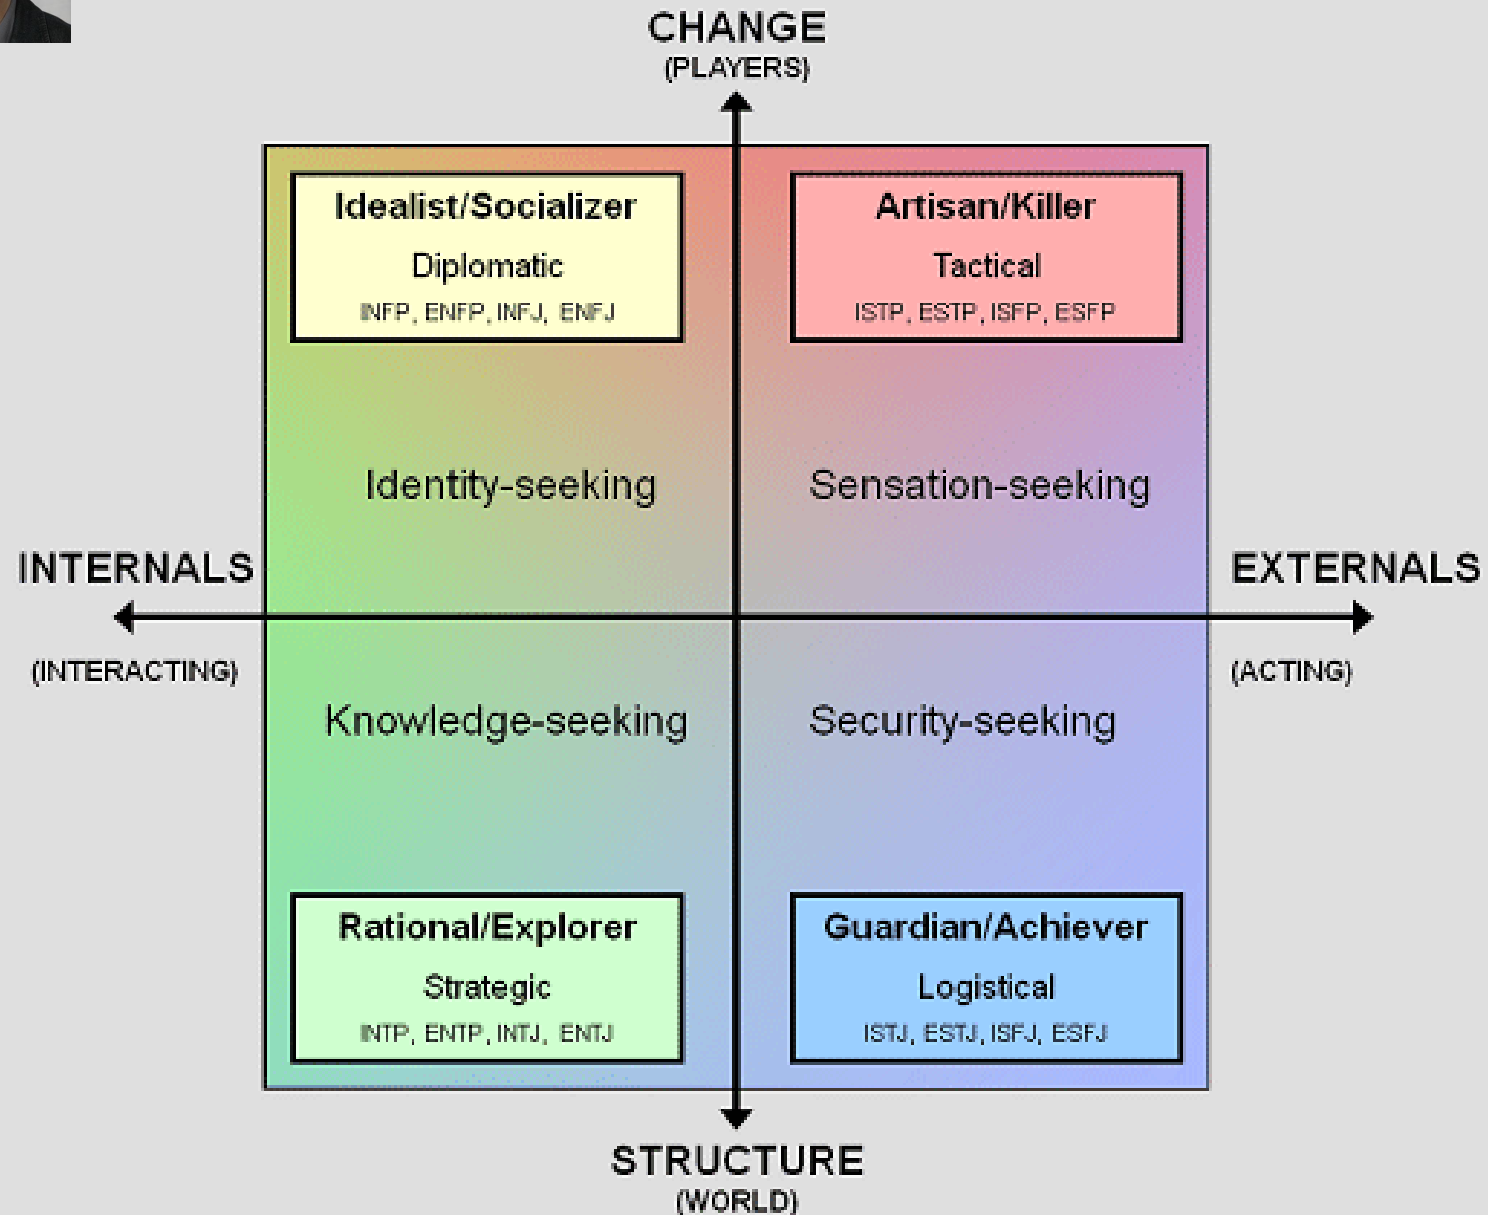 CHANGE
(PLAYERS)
Idealist/Socializer
Diplomatic
INFP, ENFP, INFJ, ENFJ
Artisan/Killer
Tactical
ISTP, ESTP, ISFP, ESFP
Identity-seeking
Sensation-seeking
INTERNALS
EXTERNALS
(INTERACTING)
(ACTING)
Knowledge-seeking
Security-seeking
Rational/Explorer
Strategic
INTP, ENTP, INTJ, ENTJ
Guardian/Achiever
Logistical
ISTJ, ESTJ, ISFJ, ESFJ
STRUCTURE
(WORLD)